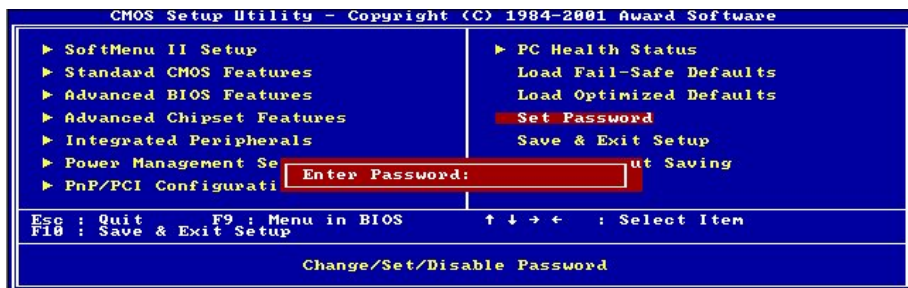 CMOS Setup Utility - Copyright (C) 1984-2001 Award Software
► SoftMenu II Setup
► Standard CMOS Features
► Advanced BIOS Features
► Advanced Chipset Features
► Integrated Peripherals
► Power Management Se
► PnP/PCI Configurati
► PC Health Status
Load Fail-Safe Defaults
Load Optimized Defaults
Set Password
Save & Exit Setup
ut Saving
Enter Password:
Esc : Quit F9 : Menu in BIOS ↑ ↓ → ← : Select Item
F10 : Save & Exit Setup
Change/Set/Disable Password